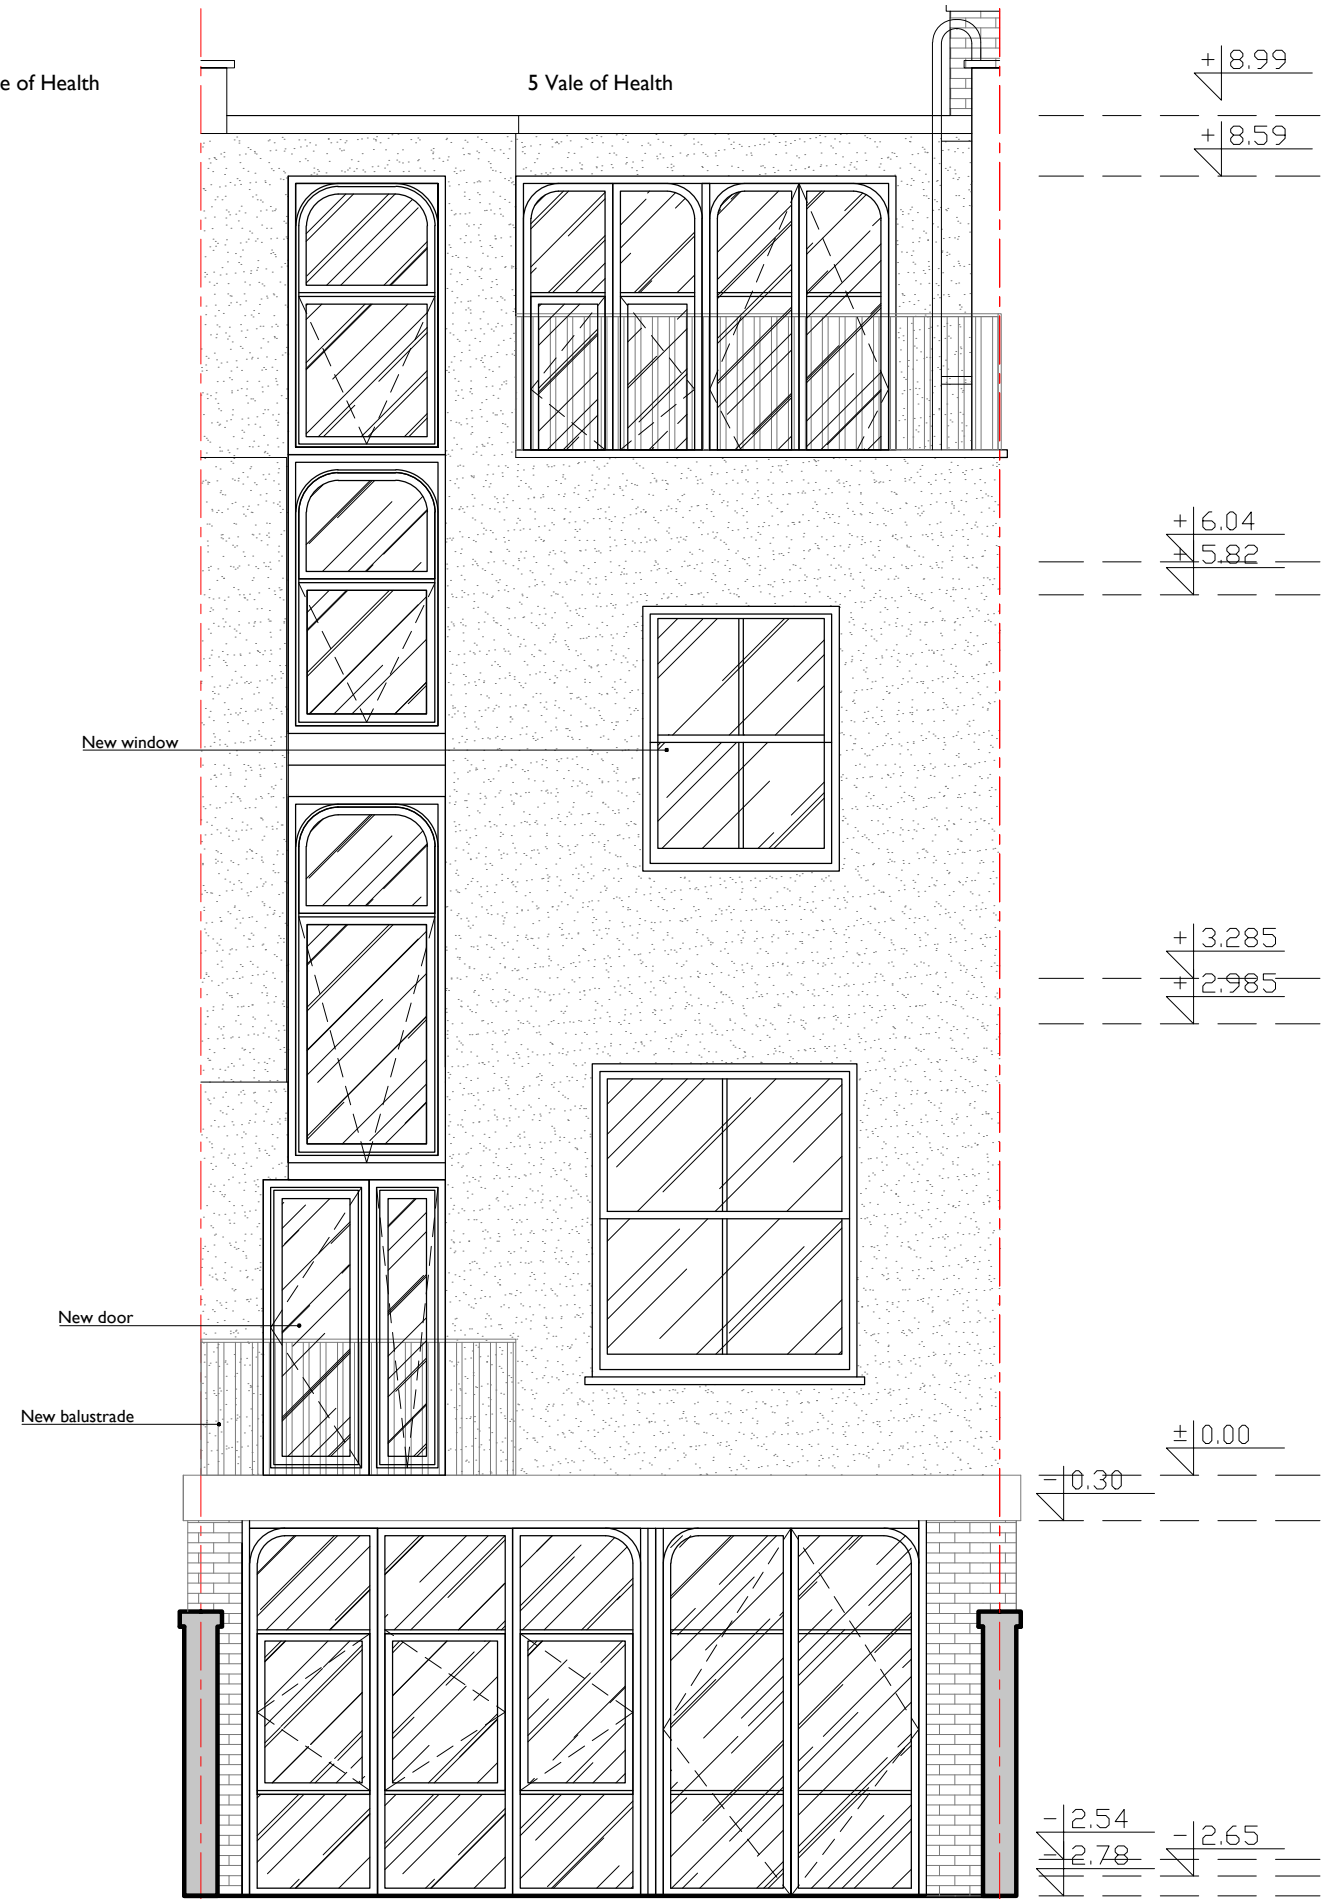 e of Health
5 Vale of Health
+ 8.99
+ 8.59
+ 6.04
+ 5.82
New window
+ 3.285
+ 2.985
New door
New balustrade
± 0.00
- 0.30
- 2.54
- 2.65
- 2.78